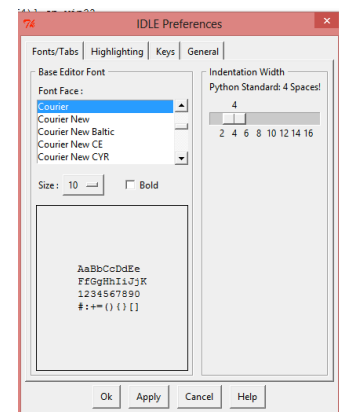 IDLE Preferences
Fonts/Tabs Highlighting Keys General
Base Editor Font
Font Face :
Courier
Courier New
Courier New Baltic
Courier New CE
Courier New CYR
Size : 10
Bold
AaBbCcDdEe
FfGgHhIiJjK
1234567890
#:+=(){}[]
Indentation Width
Python Standard: 4 Spaces!
4
2 4 6 8 10 12 14 16
Ok Apply Cancel Help